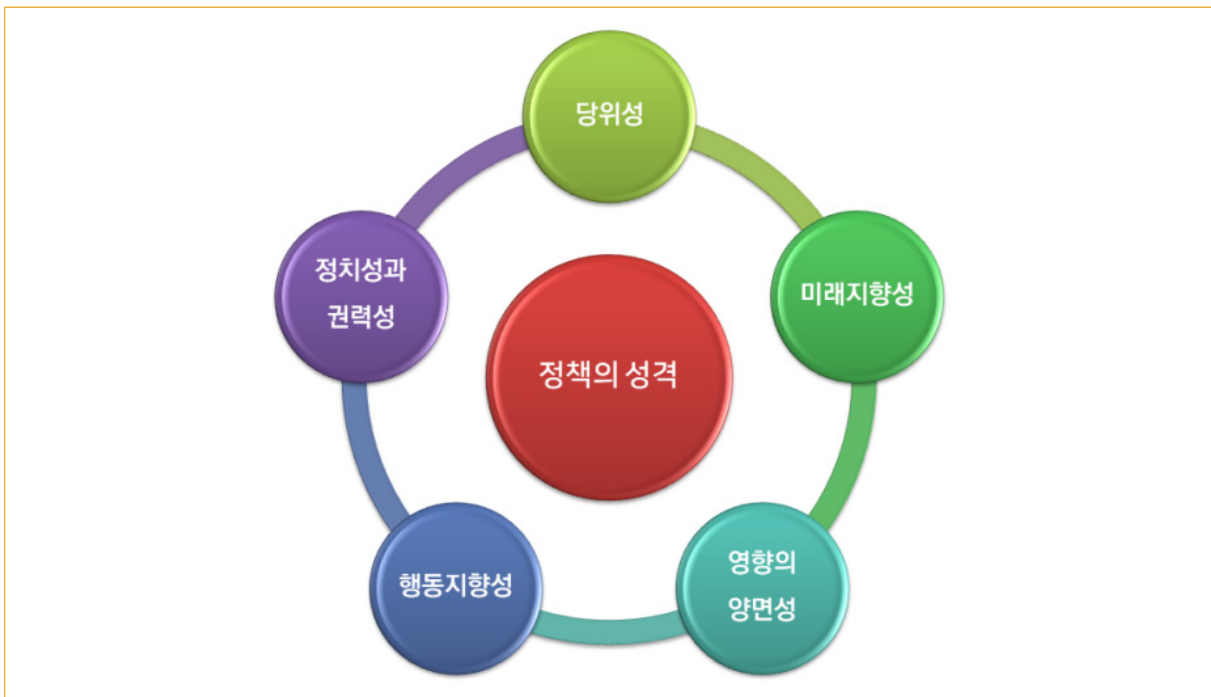 당위성
정치성과
권력성
미래지향성
정책의 성격
행동지향성
영향의
양면성